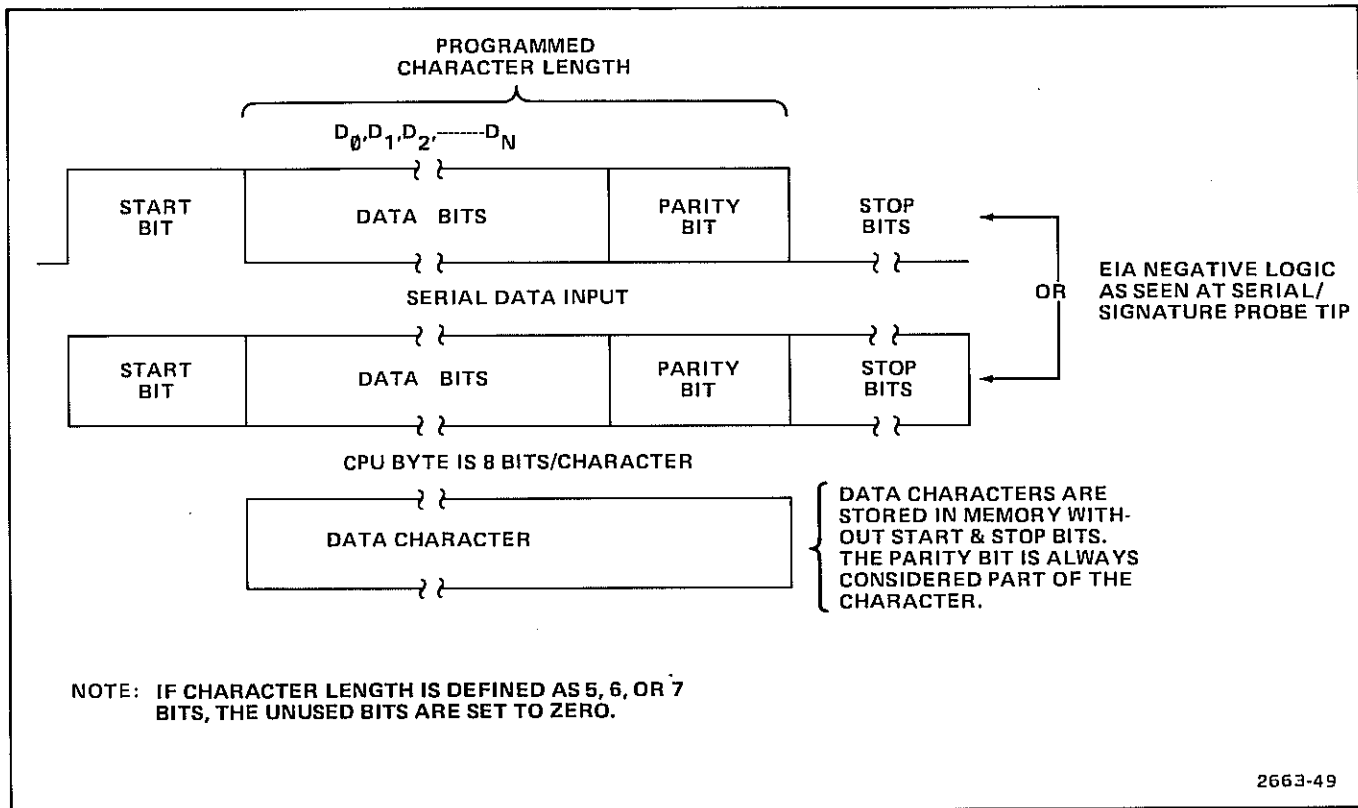 PROGRAMMED
CHARACTER LENGTH
DØ,D1,D2,--------DN
START
BIT
DATA BITS
PARITY
BIT
STOP
BITS
SERIAL DATA INPUT
OR
EIA NEGATIVE LOGIC
AS SEEN AT SERIAL/
SIGNATURE PROBE TIP
START
BIT
DATA BITS
PARITY
BIT
STOP
BITS
CPU BYTE IS 8 BITS/CHARACTER
DATA CHARACTER
DATA CHARACTERS ARE
STORED IN MEMORY WITH-
OUT START & STOP BITS.
THE PARITY BIT IS ALWAYS
CONSIDERED PART OF THE
CHARACTER.
NOTE: IF CHARACTER LENGTH IS DEFINED AS 5, 6, OR 7
BITS, THE UNUSED BITS ARE SET TO ZERO.
2663-49